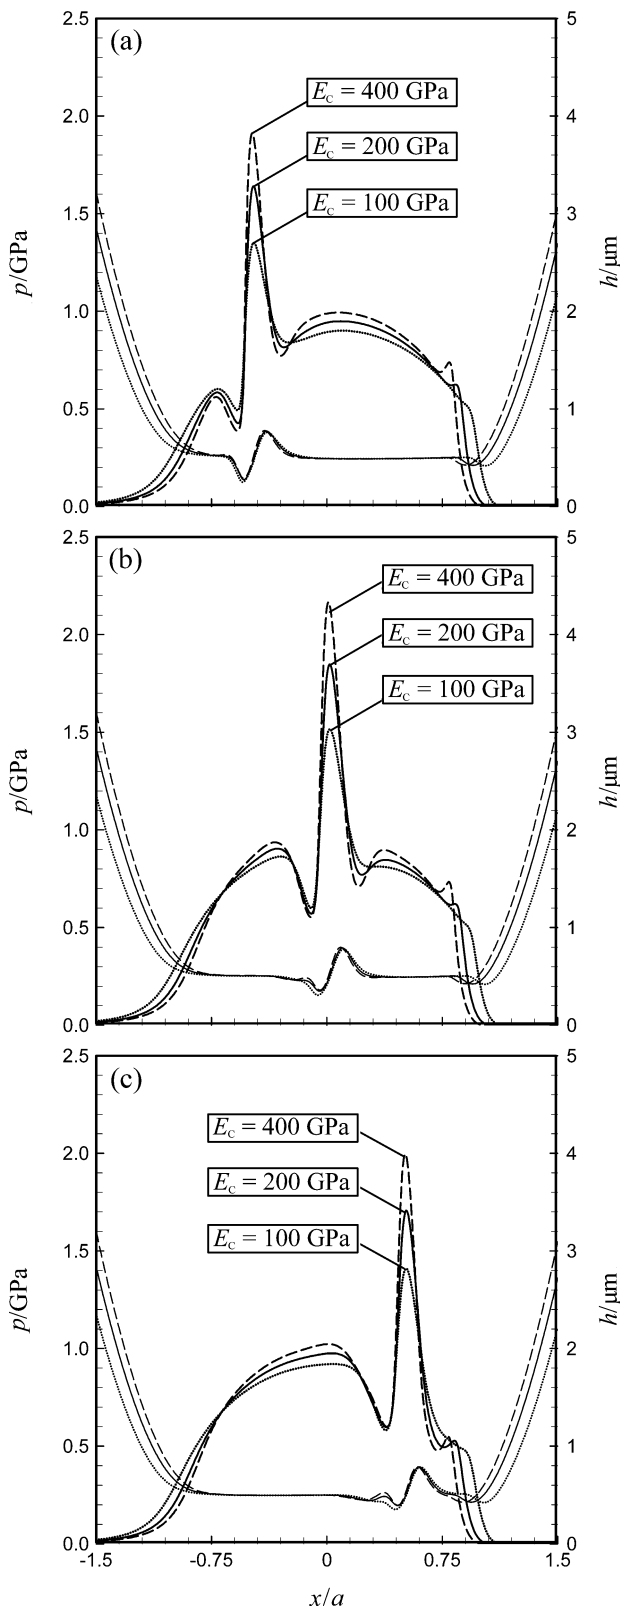 (a)
2.5
2.0
1.5
1.0
0.5
0.0
p/GPa
5
4
3
2
1
0
h/μm
E_C = 400 GPa
E_C = 200 GPa
E_C = 100 GPa
(b)
2.5
2.0
1.5
1.0
0.5
0.0
p/GPa
5
4
3
2
1
0
h/μm
E_C = 400 GPa
E_C = 200 GPa
E_C = 100 GPa
(c)
2.5
2.0
1.5
1.0
0.5
0.0
p/GPa
5
4
3
2
1
0
h/μm
E_C = 400 GPa
E_C = 200 GPa
E_C = 100 GPa
-1.5 -0.75 0 0.75 1.5
x/a